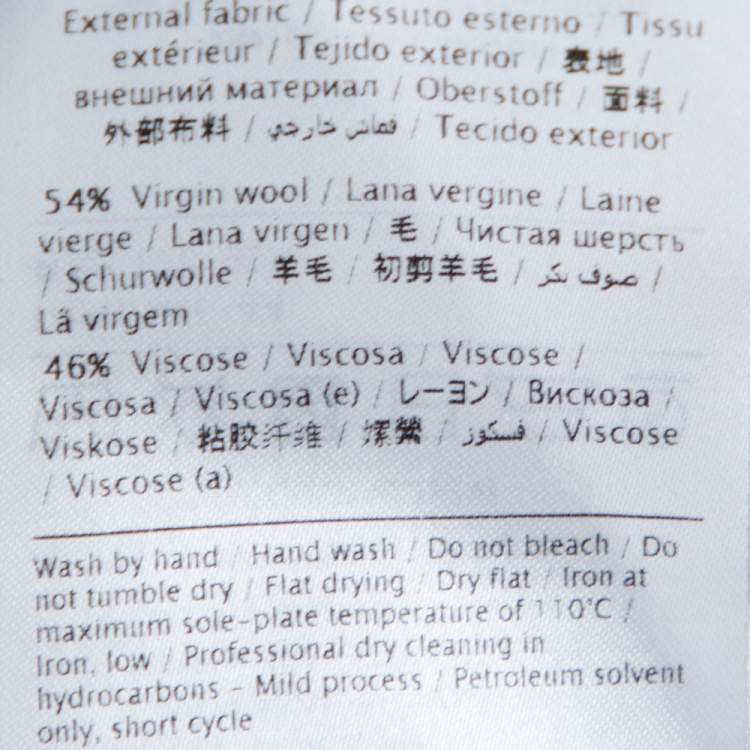 External fabric / Tessuto esterno / Tissu
extérieur / Tejido exterior / 表地 /
внешний материал / Oberstoff / 面料 /
外部布料 / قماش خارجي / Tecido exterior
54% Virgin wool / Lana vergine / Laine
vierge / Lana virgen / 毛 / Чистая шерсть
/ Schurwolle / 羊毛 / 初剪羊毛 / صوف بكر /
Lã virgem
46% Viscose / Viscosa / Viscose /
Viscosa / Viscosa (e) / レーヨン / Вискоза /
Viskose / 粘胶纤维 / 嫘縈 / فسكوز / Viscose
/ Viscose (a)
Wash by hand / Hand wash / Do not bleach / Do
not tumble dry / Flat drying / Dry flat / Iron at
maximum sole-plate temperature of 110°C /
Iron, low / Professional dry cleaning in
hydrocarbons - Mild process / Petroleum solvent
only, short cycle